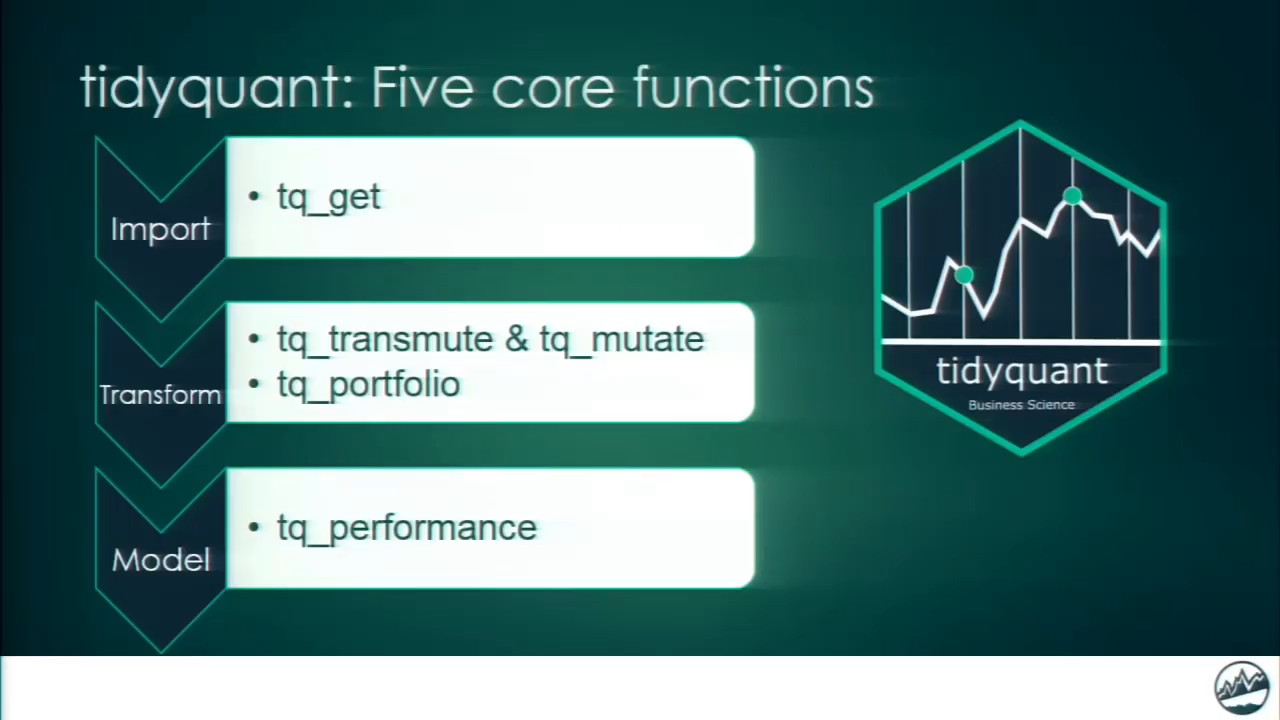 tidyquant: Five core functions
Import
• tq_get
Transform
• tq_transmute & tq_mutate
• tq_portfolio
Model
• tq_performance
tidyquant
Business Science